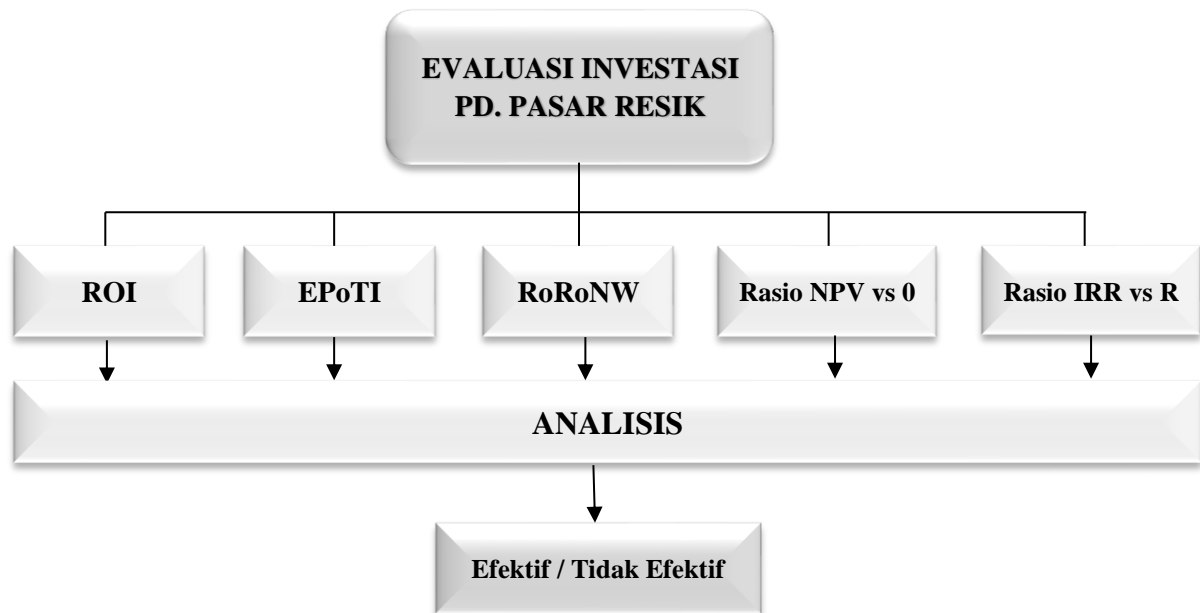 EVALUASI INVESTASI
PD. PASAR RESIK
ROI
EPoTI
RoRoNW
Rasio NPV vs 0
Rasio IRR vs R
ANALISIS
Efektif / Tidak Efektif